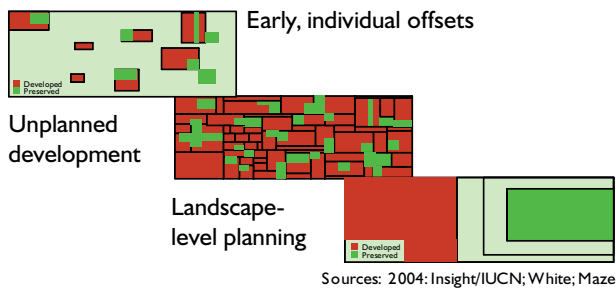 Early, individual offsets
Developed
Preserved
Unplanned
development
Landscape-
level planning
Developed
Preserved
Sources: 2004: Insight/IUCN; White; Maze